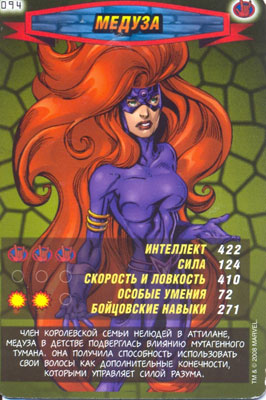 094
МЕДУЗА
ИНТЕЛЛЕКТ 422
СИЛА 124
СКОРОСТЬ И ЛОВКОСТЬ 410
ОСОБЫЕ УМЕНИЯ 72
БОЙЦОВСКИЕ НАВЫКИ 271
ЧЛЕН КОРОЛЕВСКОЙ СЕМЬИ НЕЛЮДЕЙ В АТТИЛАНЕ,
МЕДУЗА В ДЕТСТВЕ ПОДВЕРГЛАСЬ ВЛИЯНИЮ МУТАГЕННОГО
ТУМАНА. ОНА ПОЛУЧИЛА СПОСОБНОСТЬ ИСПОЛЬЗОВАТЬ
СВОИ ВОЛОСЫ КАК ДОПОЛНИТЕЛЬНЫЕ КОНЕЧНОСТИ,
КОТОРЫМИ УПРАВЛЯЕТ СИЛОЙ РАЗУМА.
TM & © 2008 MARVEL.